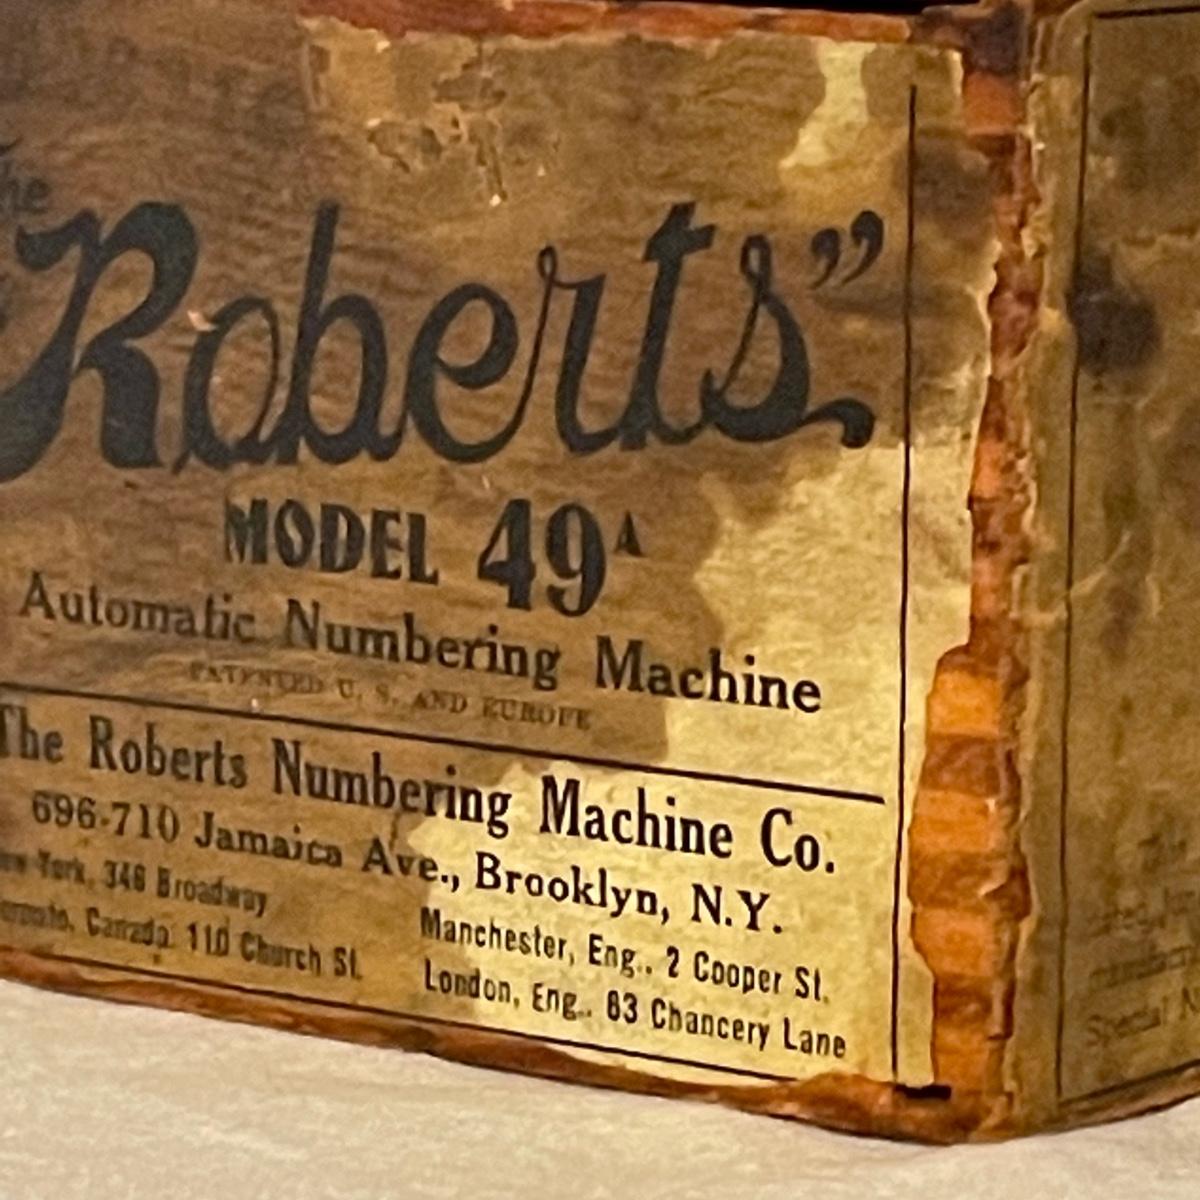 The
Roberts”
MODEL 49A
Automatic Numbering Machine
PATENTED U. S. AND EUROPE
The Roberts Numbering Machine Co.
696-710 Jamaica Ave., Brooklyn, N.Y.
New York, 346 Broadway
Toronto, Canada 110 Church St.
Manchester, Eng., 2 Cooper St.
London, Eng., 83 Chancery Lane
Special